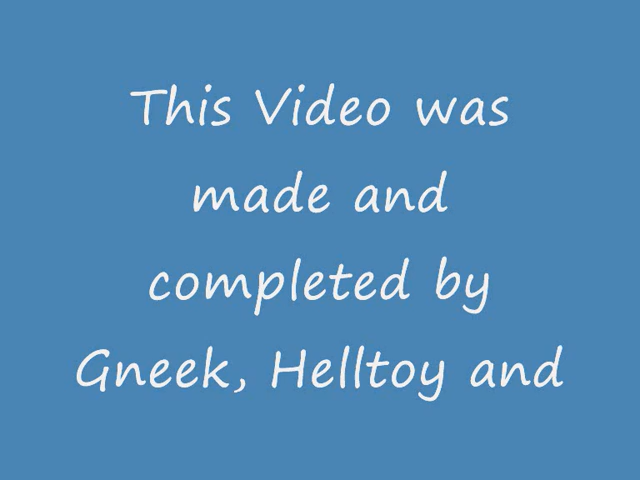 This Video was
made and
completed by
Gneek, Helltoy and